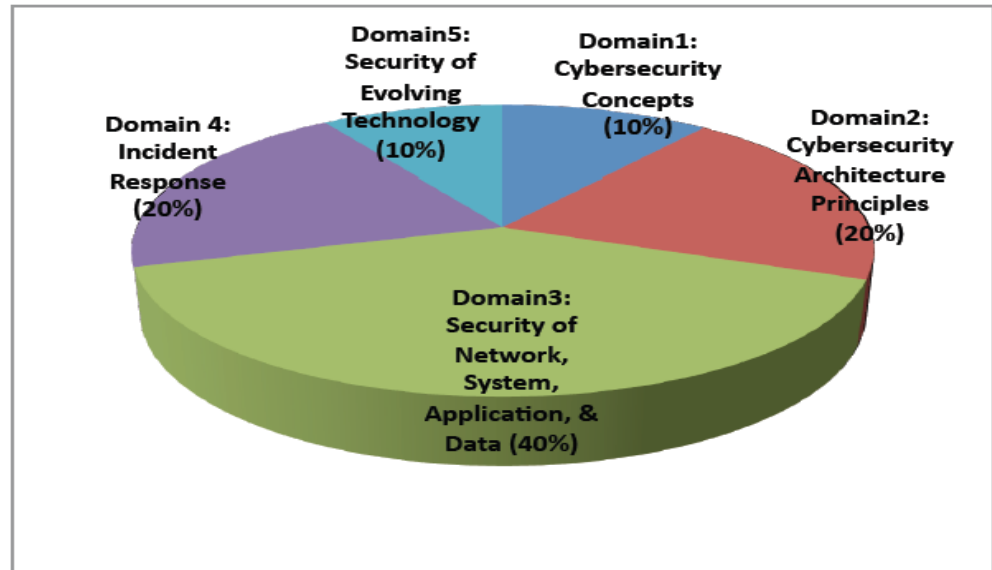 Domain1:
Cybersecurity
Concepts
(10%)
Domain2:
Cybersecurity
Architecture
Principles
(20%)
Domain3:
Security of
Network,
System,
Application, &
Data (40%)
Domain 4:
Incident
Response
(20%)
Domain5:
Security of
Evolving
Technology
(10%)